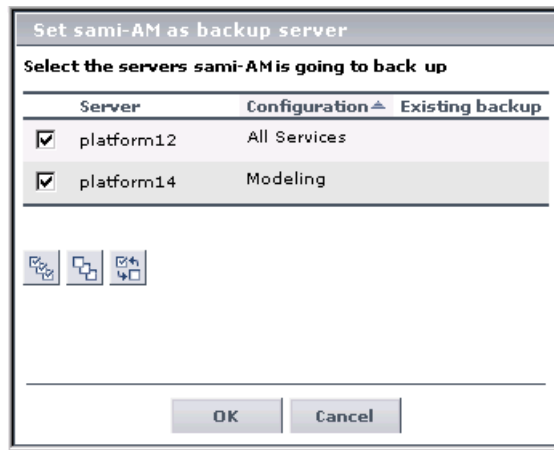 Set sami-AM as backup server
Select the servers sami-AM is going to back up
Server Configuration Existing backup
platform12 All Services
platform14 Modeling
OK Cancel